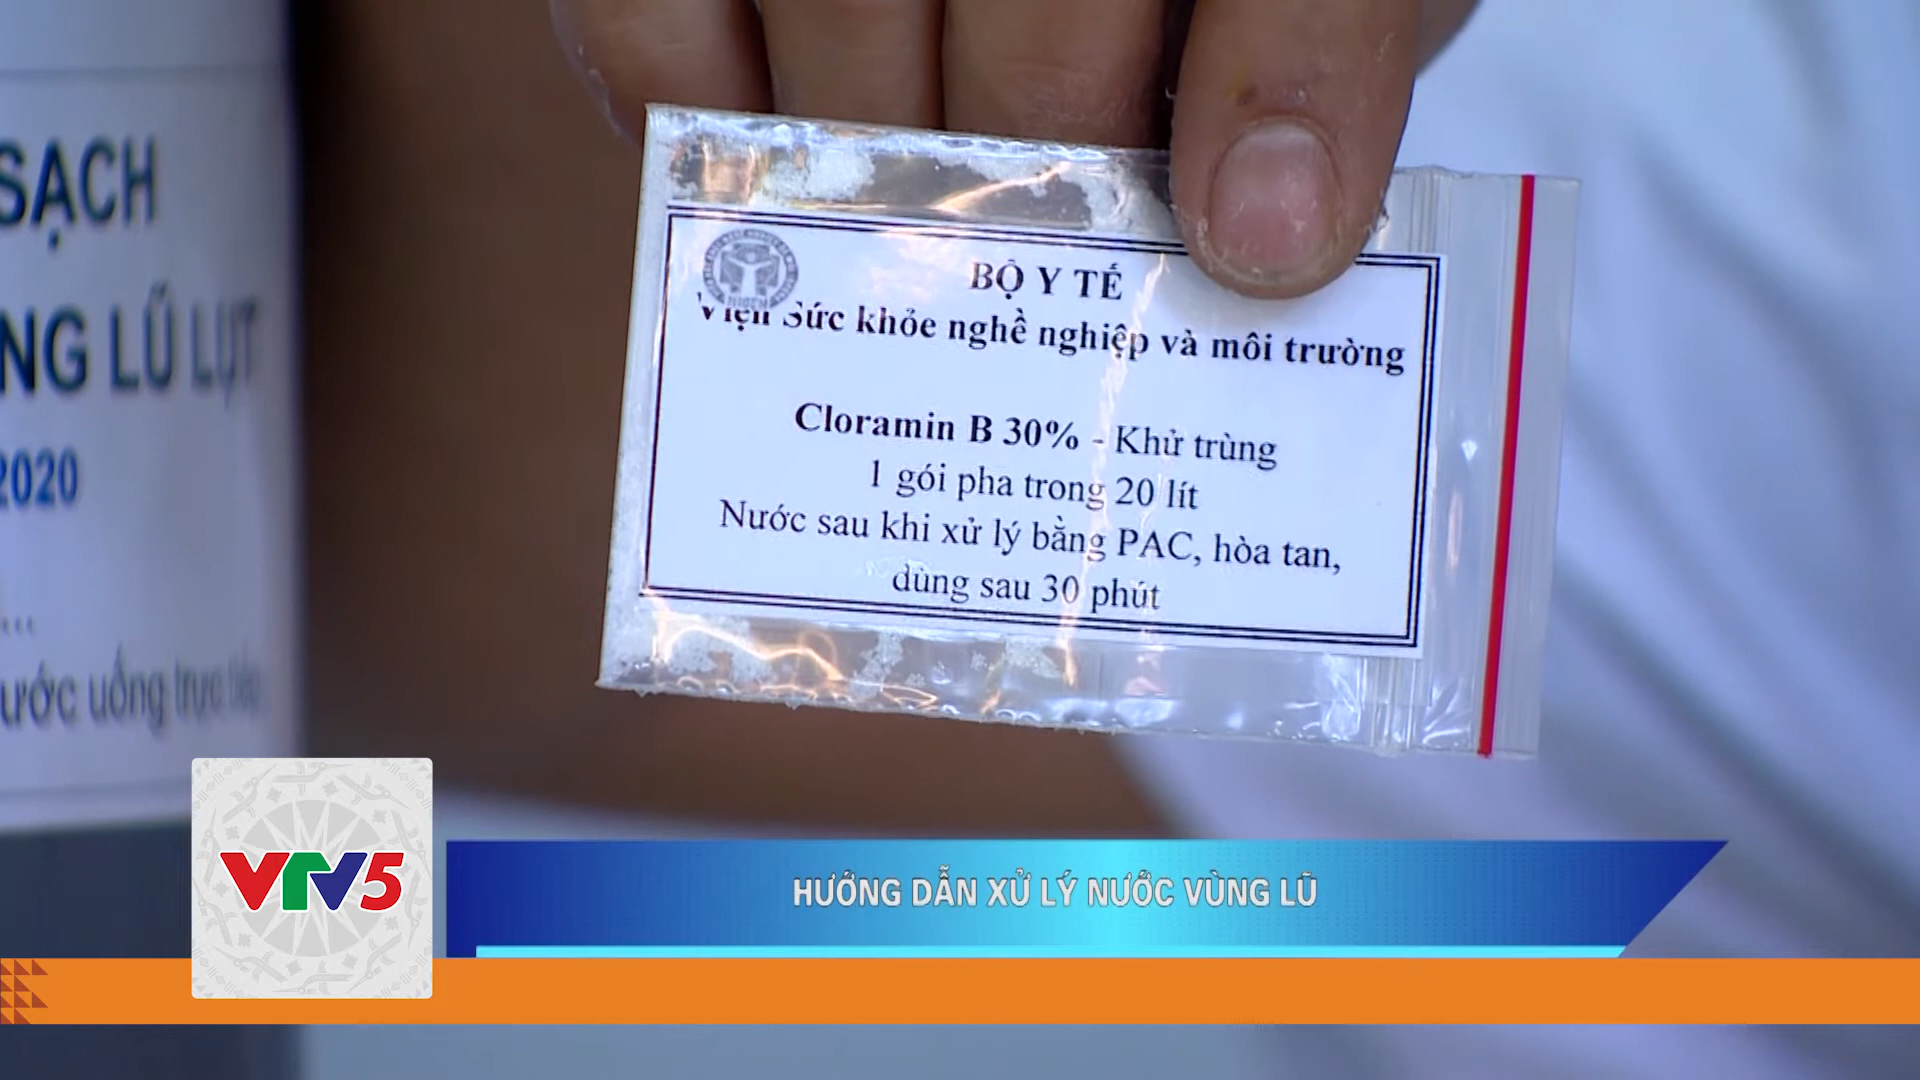 SẠCH
NG LŨ LỤT
2020
...
ước uống trực tiếp
BỘ Y TẾ
Viện Sức khỏe nghề nghiệp và môi trường
Cloramin B 30% - Khử trùng
1 gói pha trong 20 lít
Nước sau khi xử lý bằng PAC, hòa tan,
dùng sau 30 phút
VTV5
HƯỚNG DẪN XỬ LÝ NƯỚC VÙNG LŨ